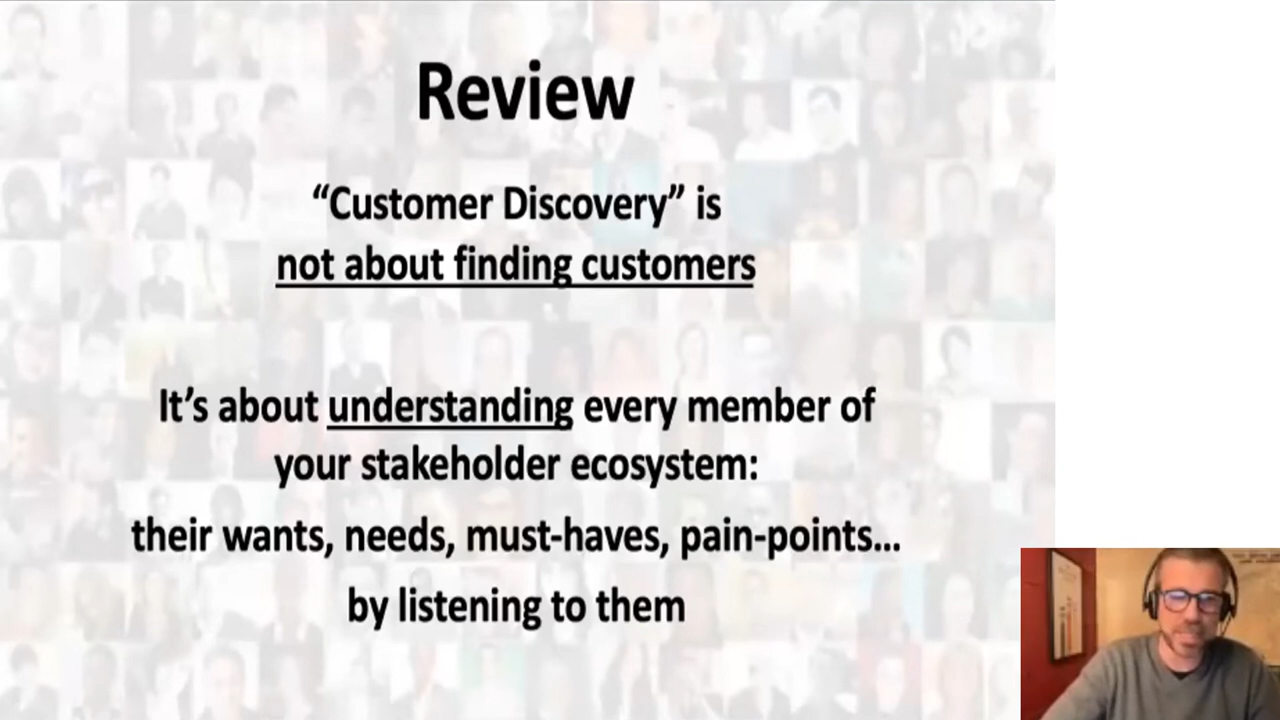 Review
“Customer Discovery” is
not about finding customers
It’s about understanding every member of
your stakeholder ecosystem:
their wants, needs, must-haves, pain-points...
by listening to them